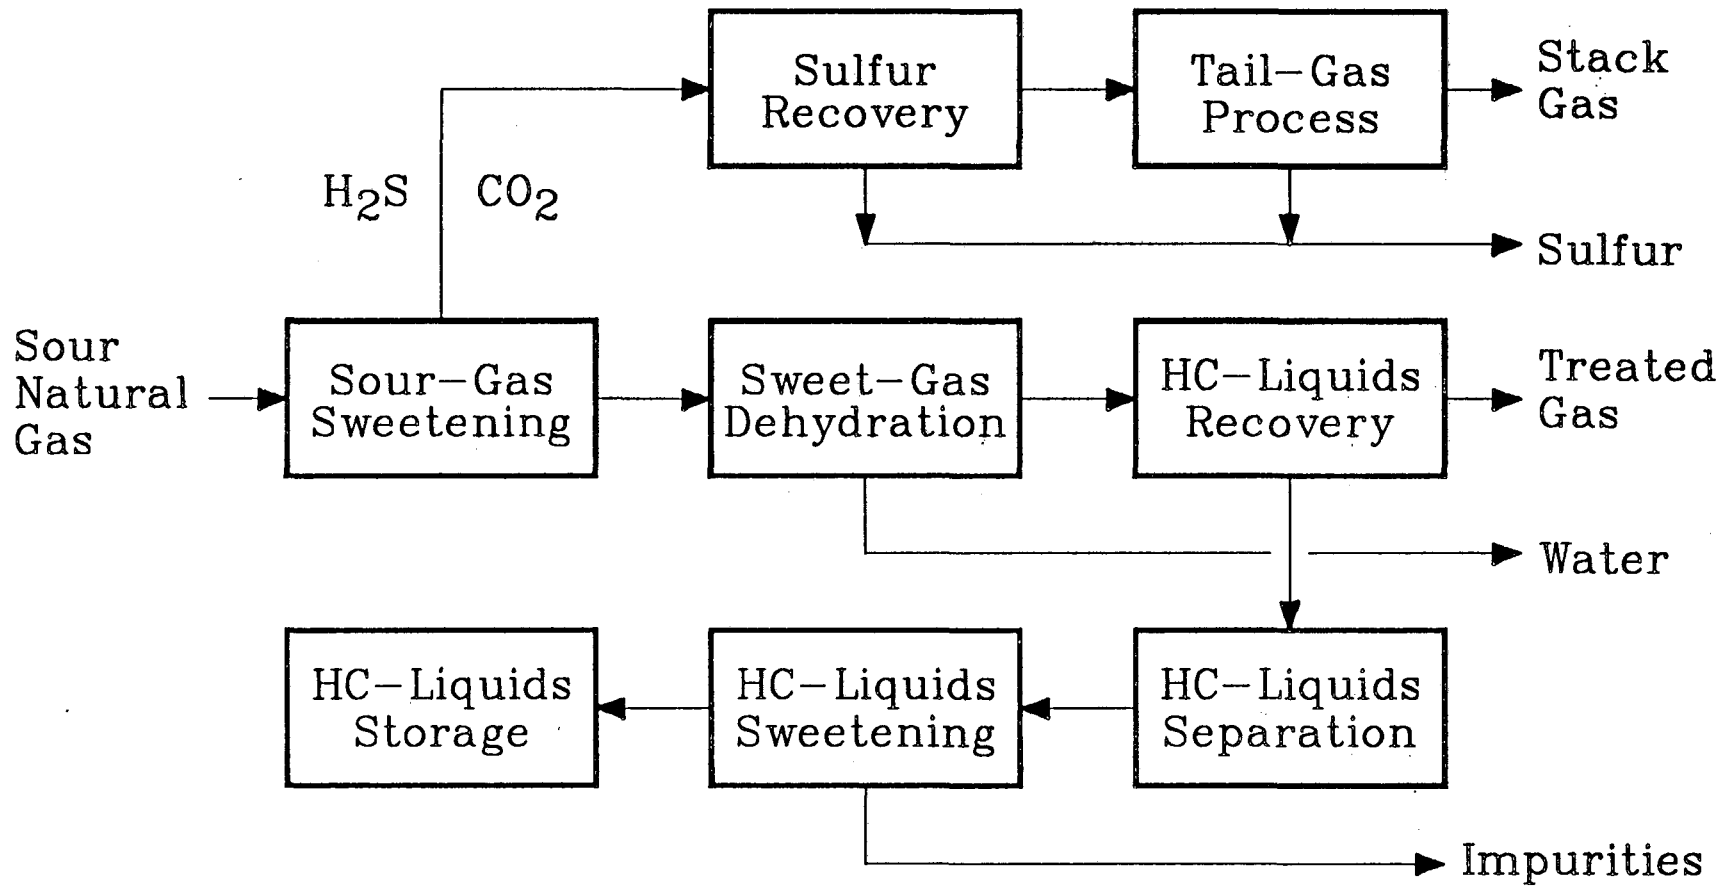 Sulfur
Recovery
Tail-Gas
Process
Stack
Gas
H₂S
CO₂
Sulfur
Sour
Natural
Gas
Sour-Gas
Sweetening
Sweet-Gas
Dehydration
HC-Liquids
Recovery
Treated
Gas
Water
HC-Liquids
Storage
HC-Liquids
Sweetening
HC-Liquids
Separation
Impurities